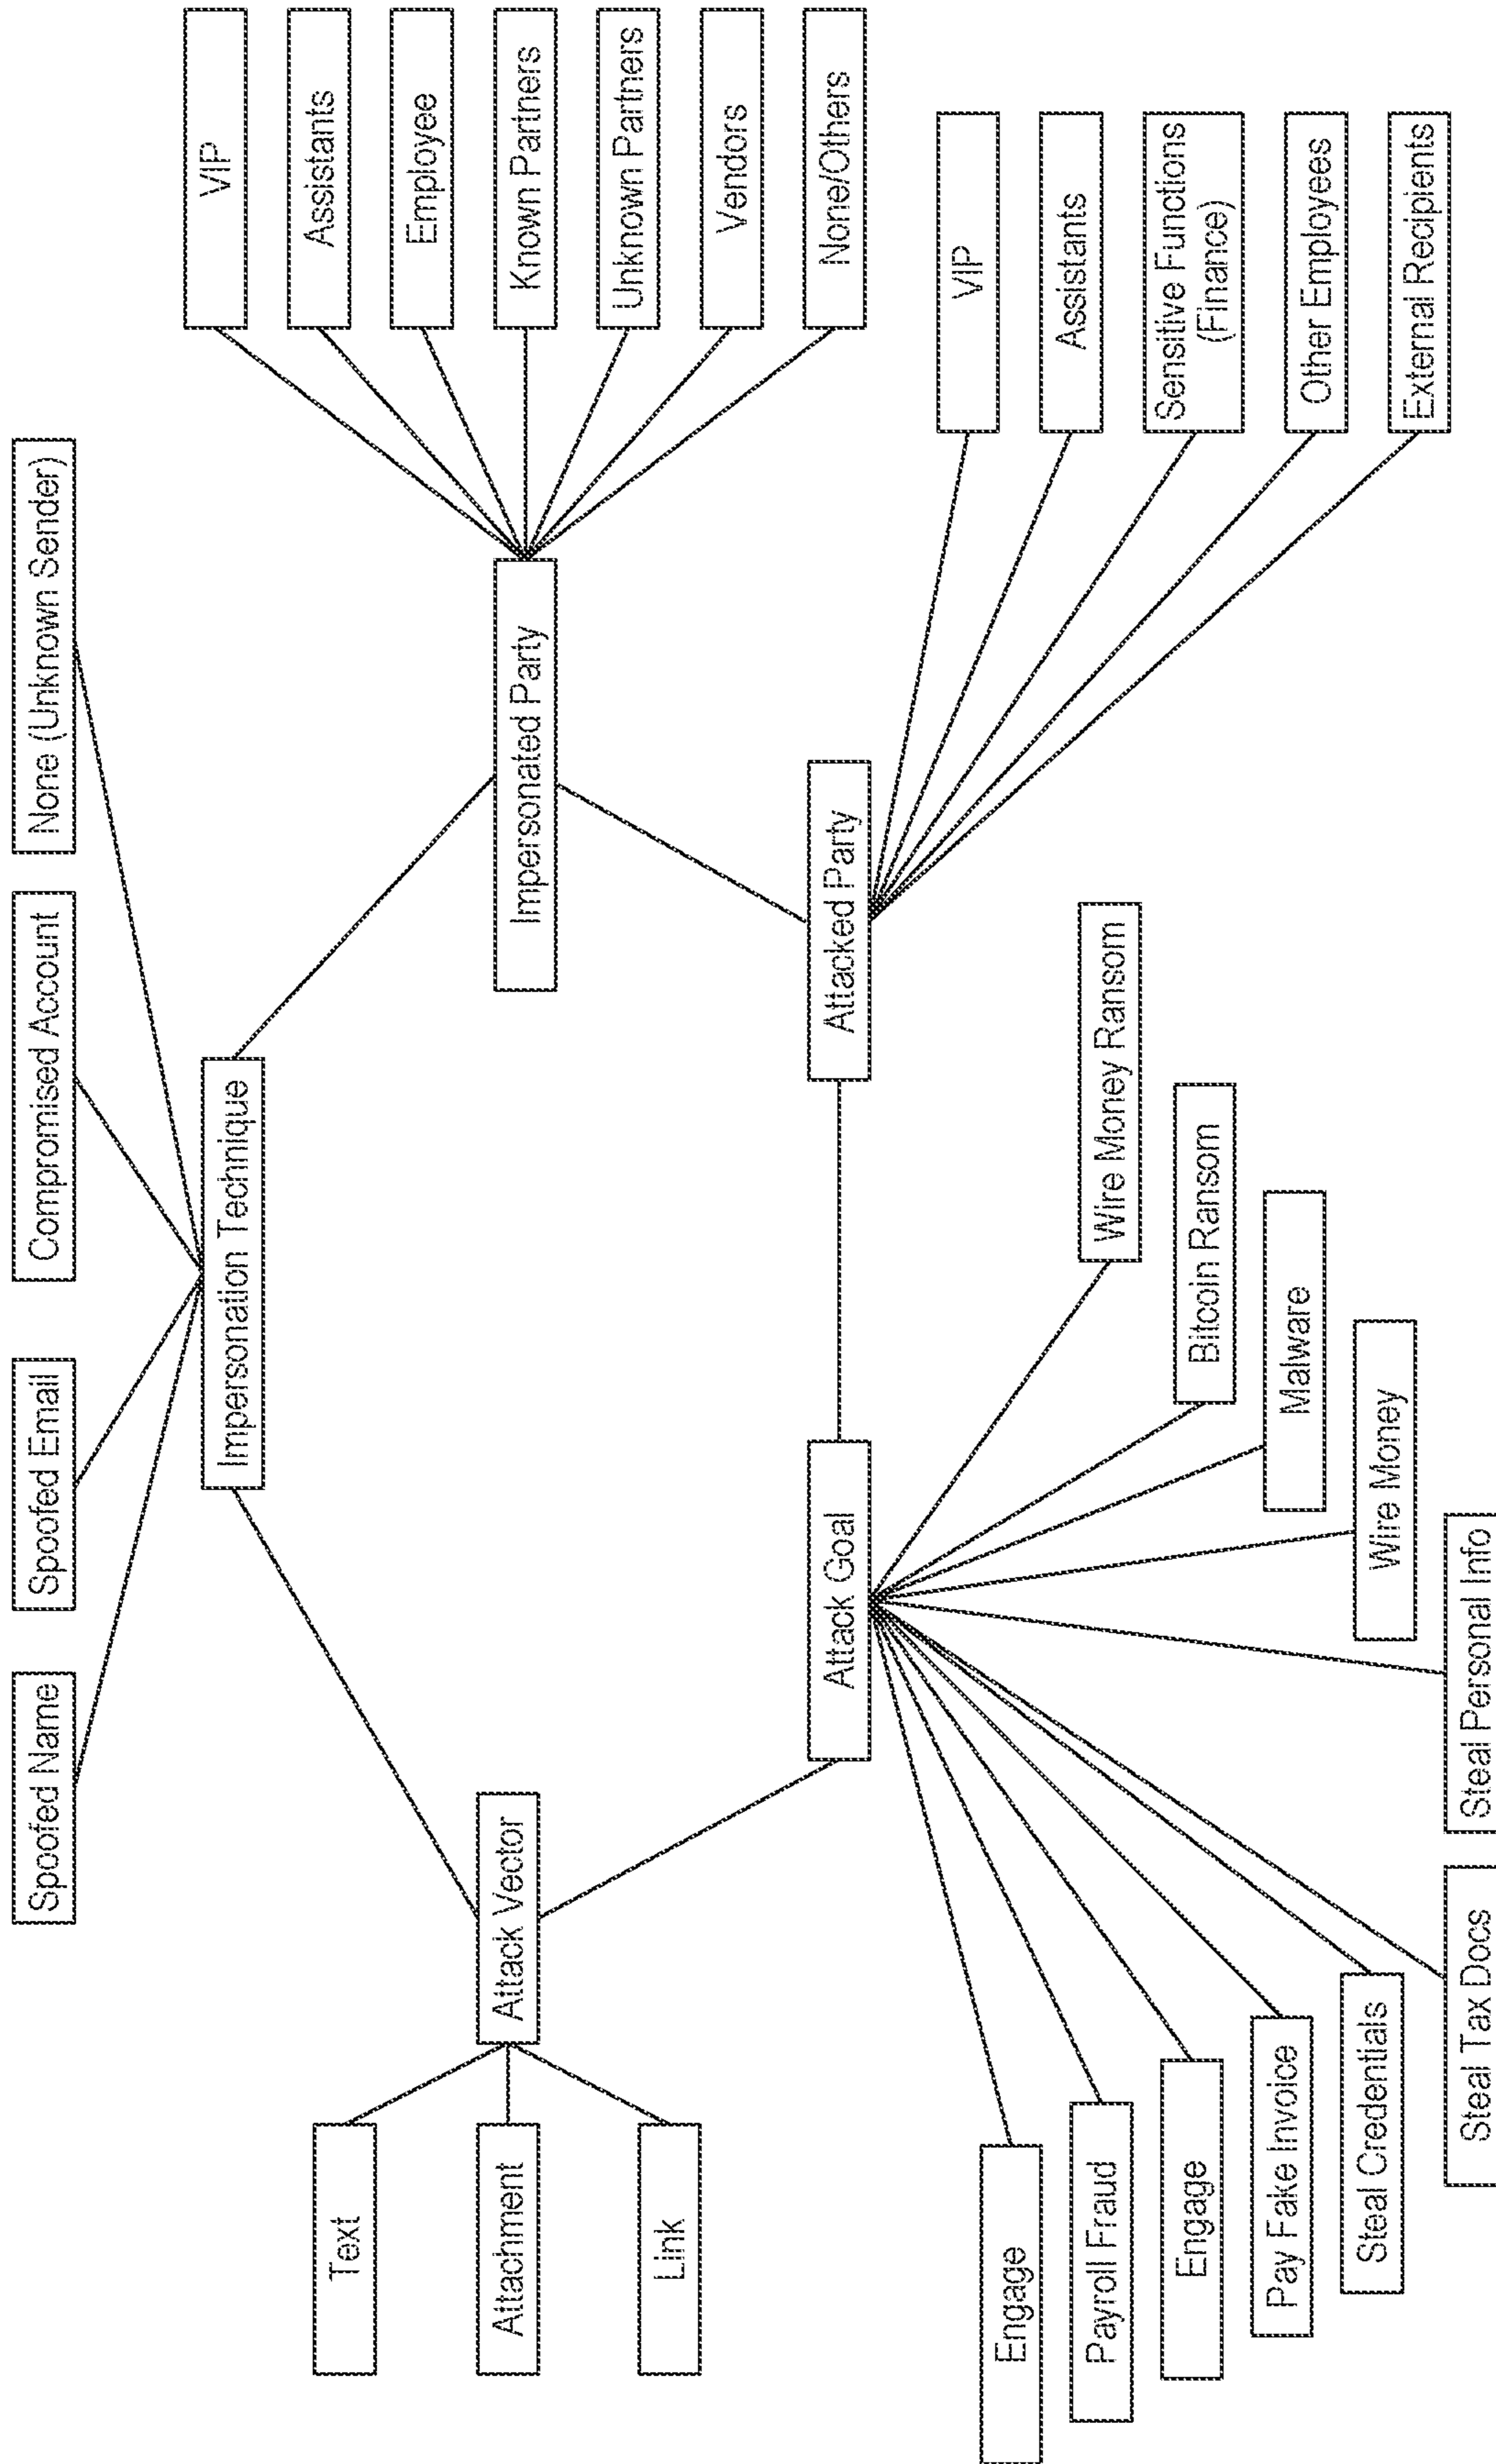 Spoofed Name
Spoofed Email
Compromised Account
None (Unknown Sender)
Impersonation Technique
Text
Attachment
Link
Attack Vector
Impersonated Party
VIP
Assistants
Employee
Known Partners
Unknown Partners
Vendors
None/Others
Attack Goal
Attacked Party
VIP
Assistants
Sensitive Functions
(Finance)
Other Employees
External Recipients
Engage
Payroll Fraud
Engage
Pay Fake Invoice
Steal Credentials
Steal Tax Docs
Steal Personal Info
Wire Money
Malware
Bitcoin Ransom
Wire Money Ransom